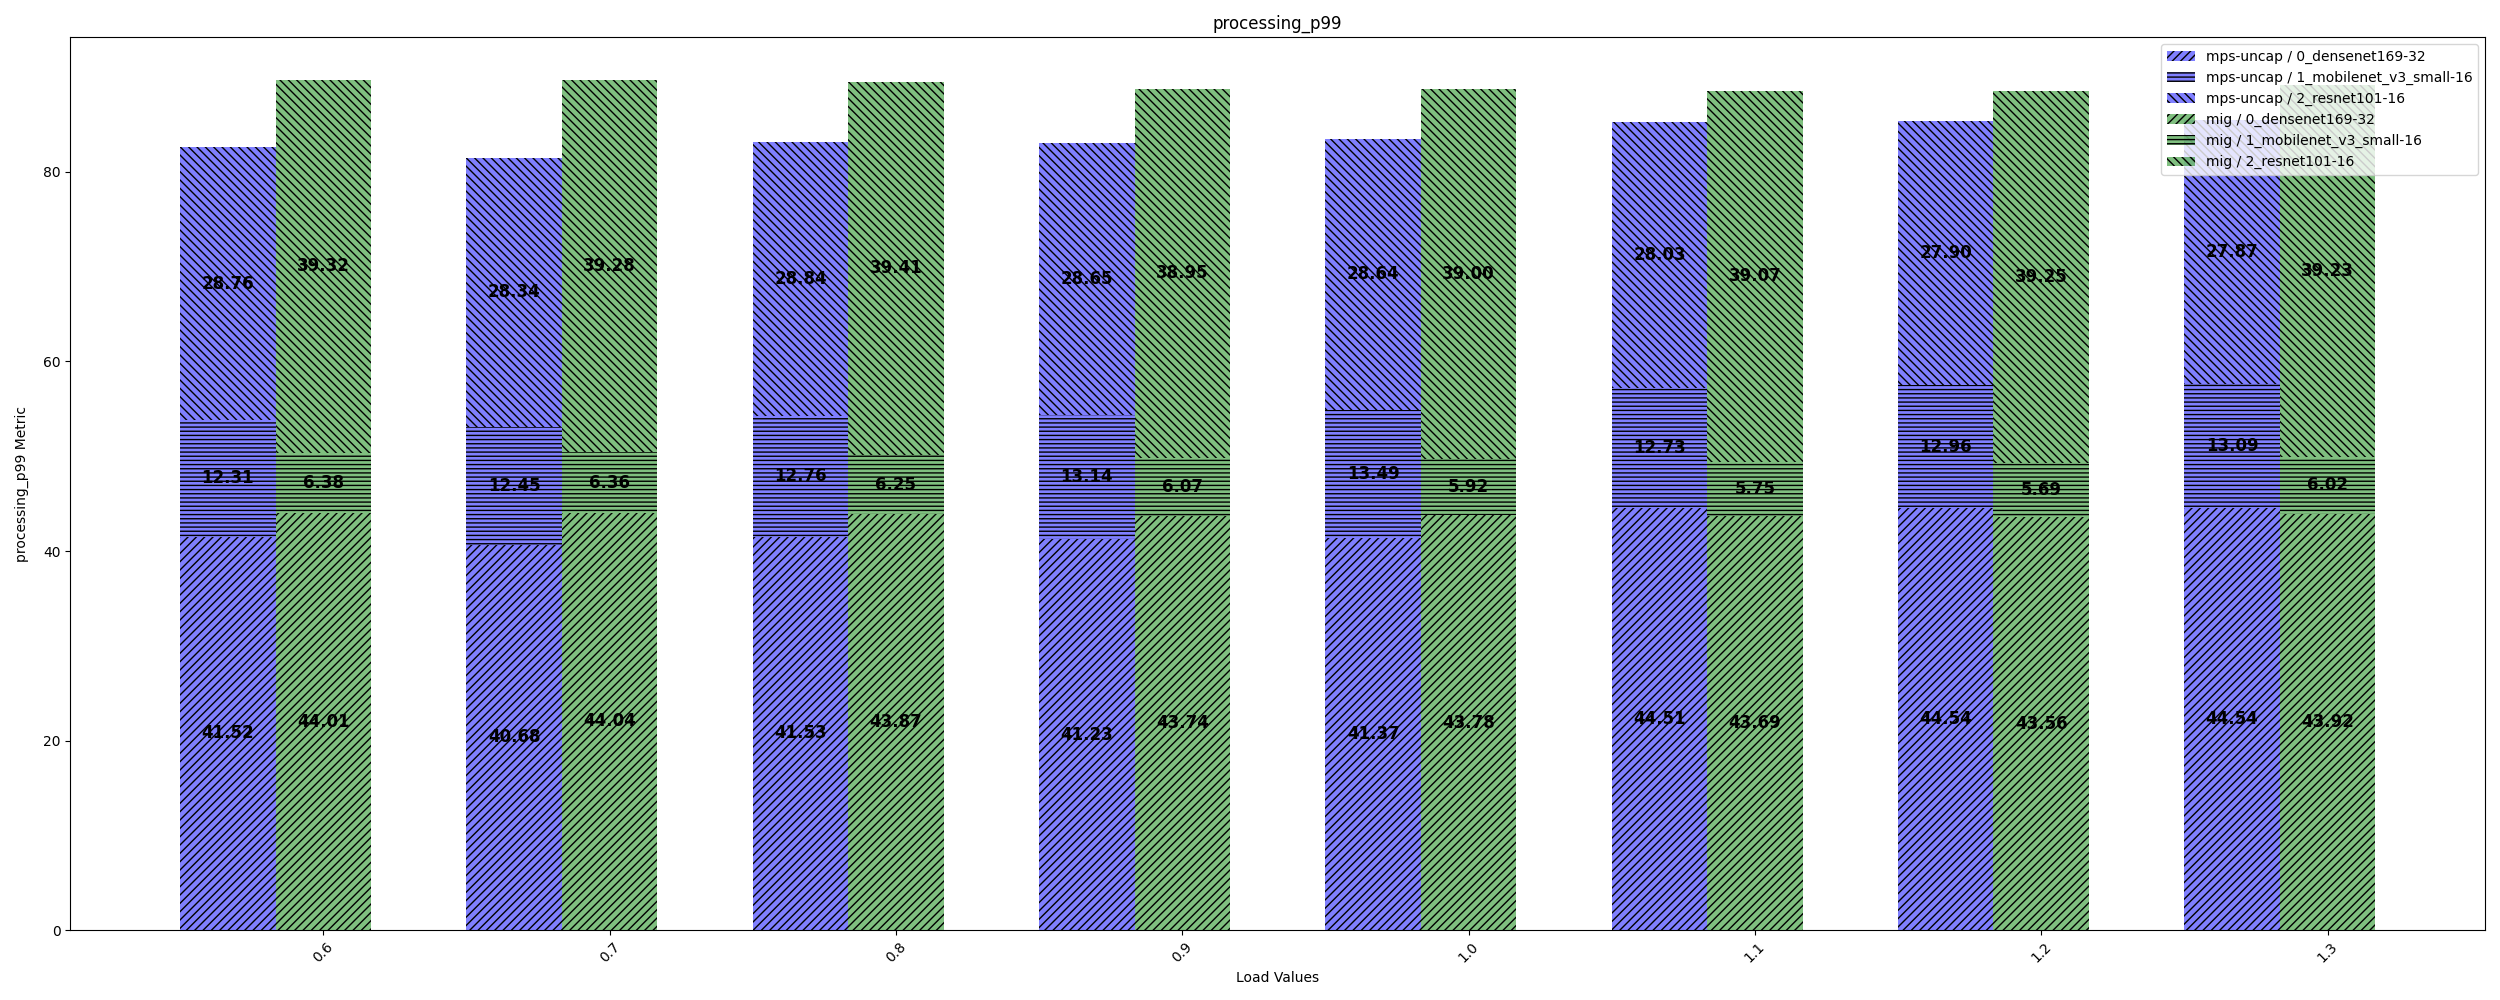 processing_p99
mps-uncap / 0_densenet169-32
mps-uncap / 1_mobilenet_v3_small-16
mps-uncap / 2_resnet101-16
mig / 0_densenet169-32
mig / 1_mobilenet_v3_small-16
mig / 2_resnet101-16
processing_p99 Metric
80
60
40
20
0
28.76 39.32 28.34 39.28 28.84 39.41 28.65 38.95 28.64 39.00 28.03 39.07 27.90 39.25 27.87 39.23
12.31 6.38 12.45 6.36 12.76 6.25 13.14 6.07 13.49 5.92 12.73 5.75 12.96 5.69 13.09 6.02
41.52 44.01 40.68 44.04 41.53 43.87 41.23 43.74 41.37 43.78 44.51 43.69 44.54 43.56 44.54 43.92
0.6 0.7 0.8 0.9 1.0 1.1 1.2 1.3
Load Values